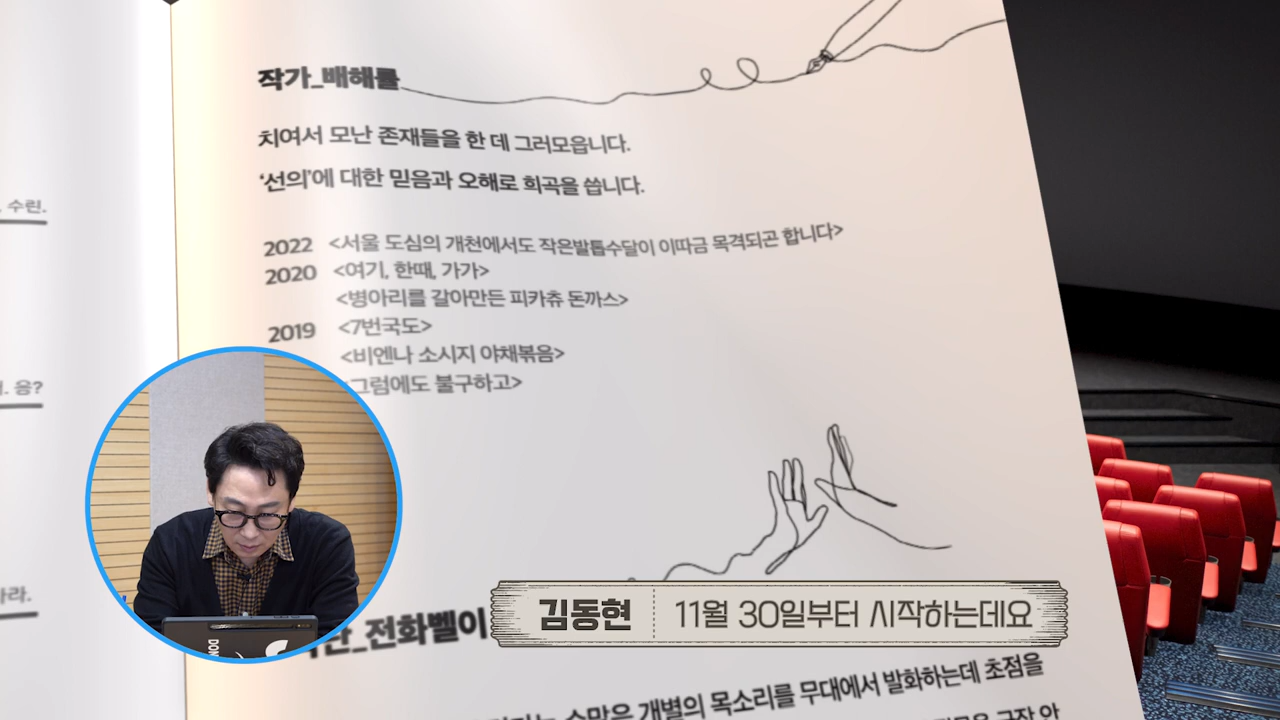 수린.
응?
작가_배해률
치여서 모난 존재들을 한 데 그러모읍니다.
‘선의’에 대한 믿음과 오해로 희곡을 씁니다.
2022 <서울 도심의 개천에서도 작은발톱수달이 이따금 목격되곤 합니다>
2020 <여기, 한때, 가가>
<병아리를 갈아만든 피카츄 돈까스>
2019 <7번국도>
<비엔나 소시지 야채볶음>
그럼에도 불구하고>
_전화벨이
김동현 11월 30일부터 시작하는데요
수많은 개별의 목소리를 무대에서 발화하는데 초점을
극장 안